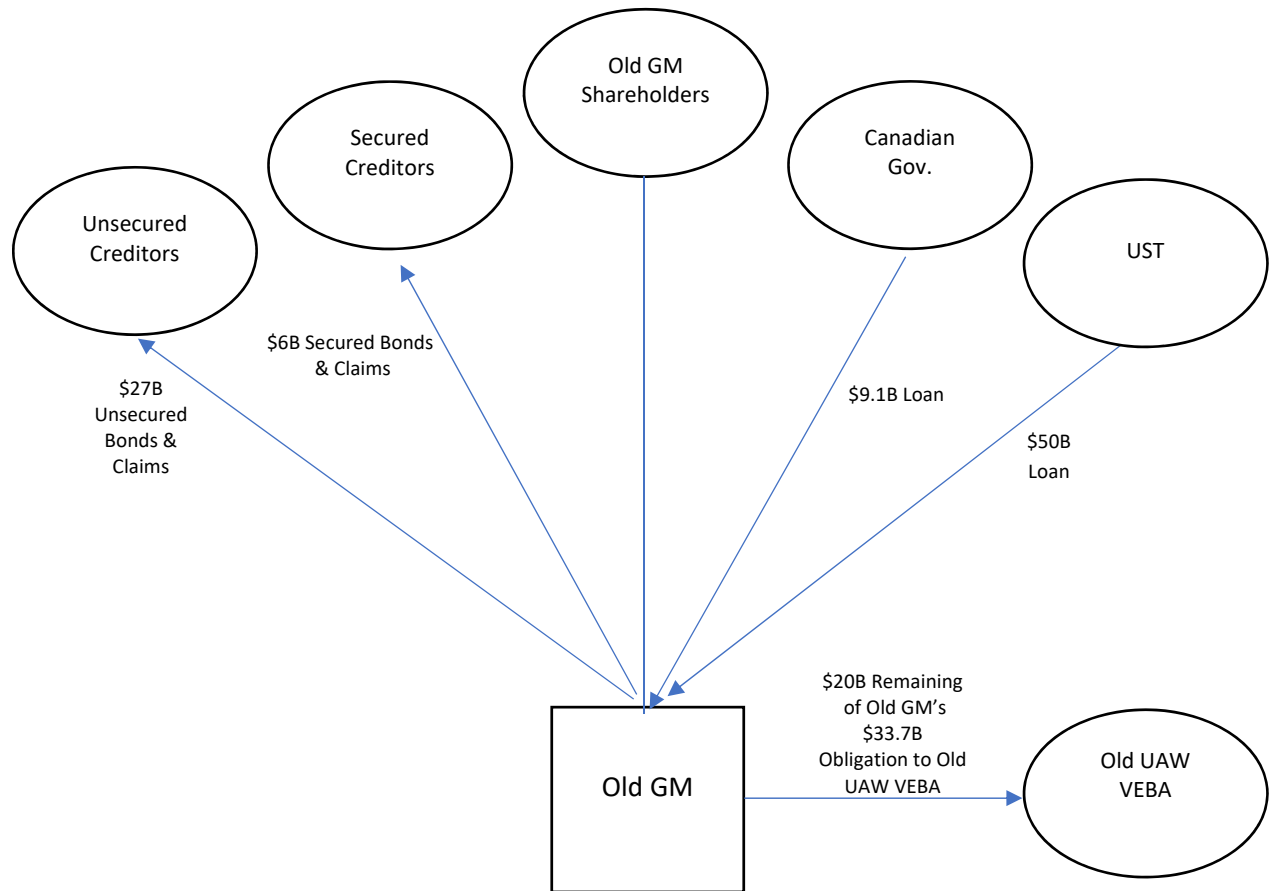 Old GM
Shareholders
Secured
Creditors
Canadian
Gov.
Unsecured
Creditors
UST
$6B Secured Bonds
& Claims
$27B
Unsecured
Bonds &
Claims
$9.1B Loan
$50B
Loan
$20B Remaining
of Old GM’s
$33.7B
Obligation to Old
UAW VEBA
Old GM
Old UAW
VEBA